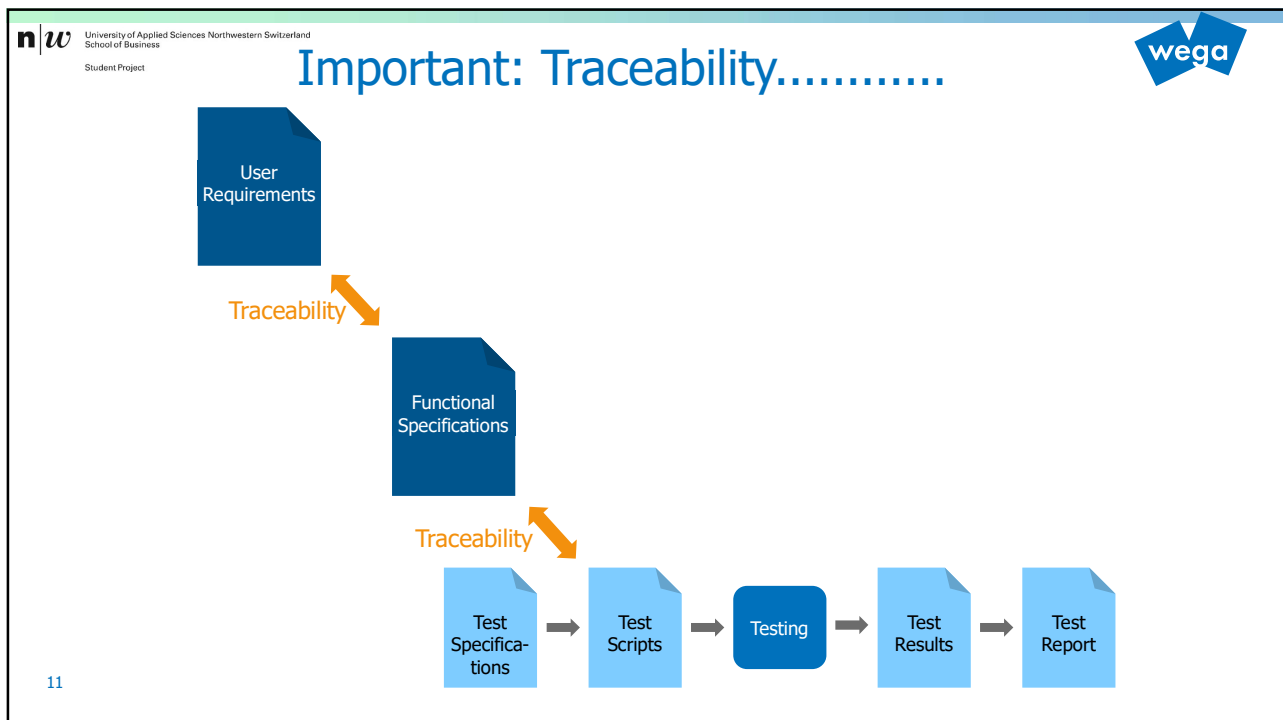 n|w
University of Applied Sciences Northwestern Switzerland
School of Business
Student Project
wega
Important: Traceability............
User
Requirements
Traceability
Functional
Specifications
Traceability
Test
Specifica-
tions
Test
Scripts
Testing
Test
Results
Test
Report
11